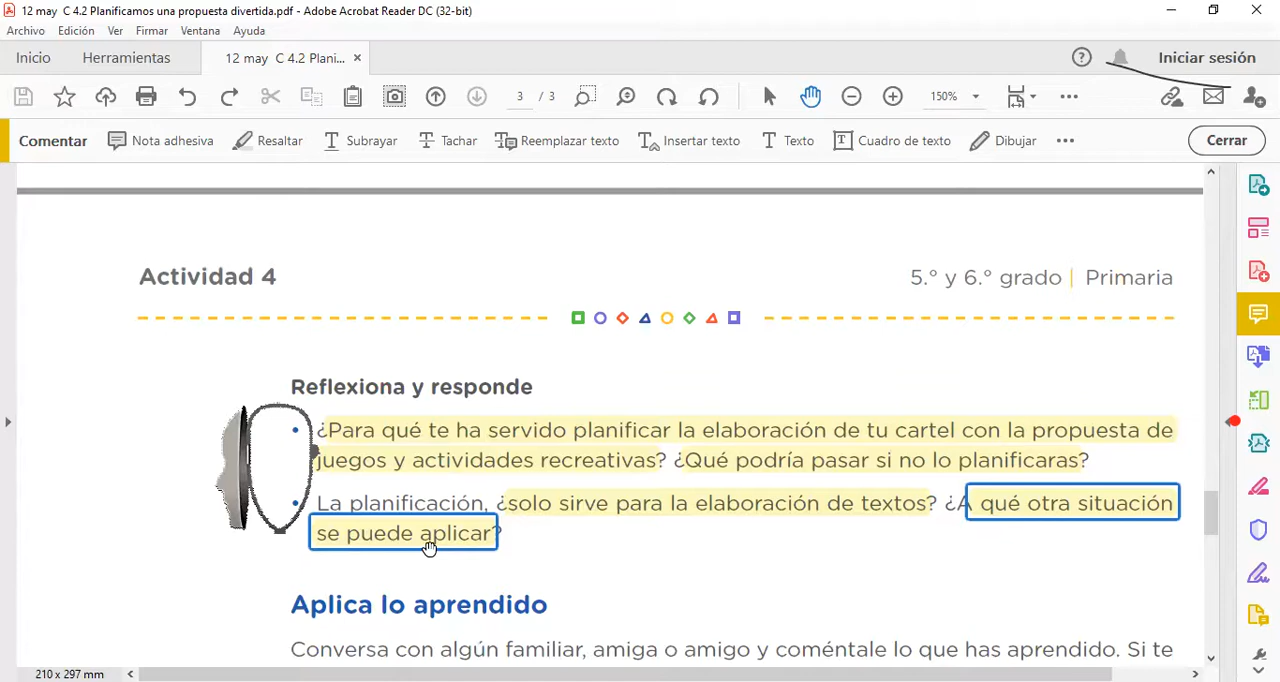 12 may  C 4.2 Planificamos una propuesta divertida.pdf - Adobe Acrobat Reader DC (32-bit)
Archivo Edición Ver Firmar Ventana Ayuda
Inicio Herramientas 12 may  C 4.2 Plani... × Iniciar sesión
3 / 3 150%
Comentar Nota adhesiva Resaltar Subrayar Tachar Reemplazar texto Insertar texto Texto Cuadro de texto Dibujar Cerrar
Actividad 4 5.° y 6.° grado | Primaria
Reflexiona y responde
• ¿Para qué te ha servido planificar la elaboración de tu cartel con la propuesta de
juegos y actividades recreativas? ¿Qué podría pasar si no lo planificaras?
• La planificación, ¿solo sirve para la elaboración de textos? ¿A qué otra situación
se puede aplicar?
Aplica lo aprendido
Conversa con algún familiar, amiga o amigo y coméntale lo que has aprendido. Si te
210 x 297 mm